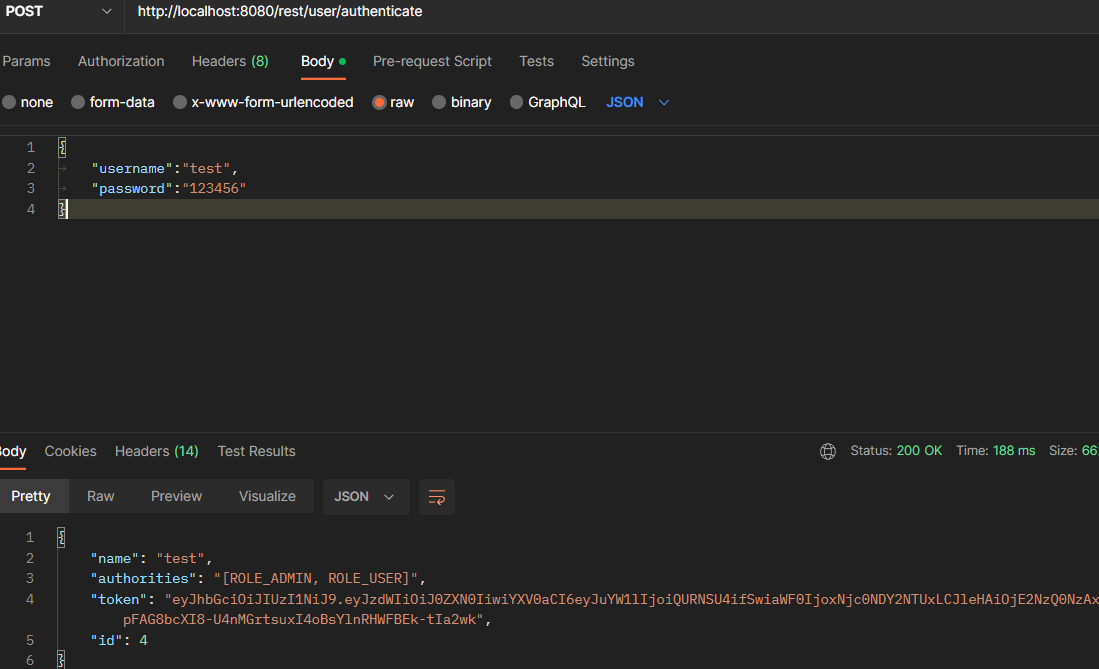 POST http://localhost:8080/rest/user/authenticate
Params Authorization Headers (8) Body Pre-request Script Tests Settings
none form-data x-www-form-urlencoded raw binary GraphQL JSON
1 {
2 "username":"test",
3 "password":"123456"
4 }
Body Cookies Headers (14) Test Results Status: 200 OK Time: 188 ms Size: 66
Pretty Raw Preview Visualize JSON
1 {
2 "name": "test",
3 "authorities": "[ROLE_ADMIN, ROLE_USER]",
4 "token": "eyJhbGciOiJIUzI1NiJ9.eyJzdWIiOiJ0ZXN0IiwiYXV0aCI6eyJuYW1lIjoiQURNSU4ifSwiaWF0IjoxNjc0NDY2NTUxLCJleHAiOjE2NzQ0NzAx
pFAG8bcXI8-U4nMGrtsuxI4oBsYlnRHWFBEk-tIa2wk",
5 "id": 4
6 }